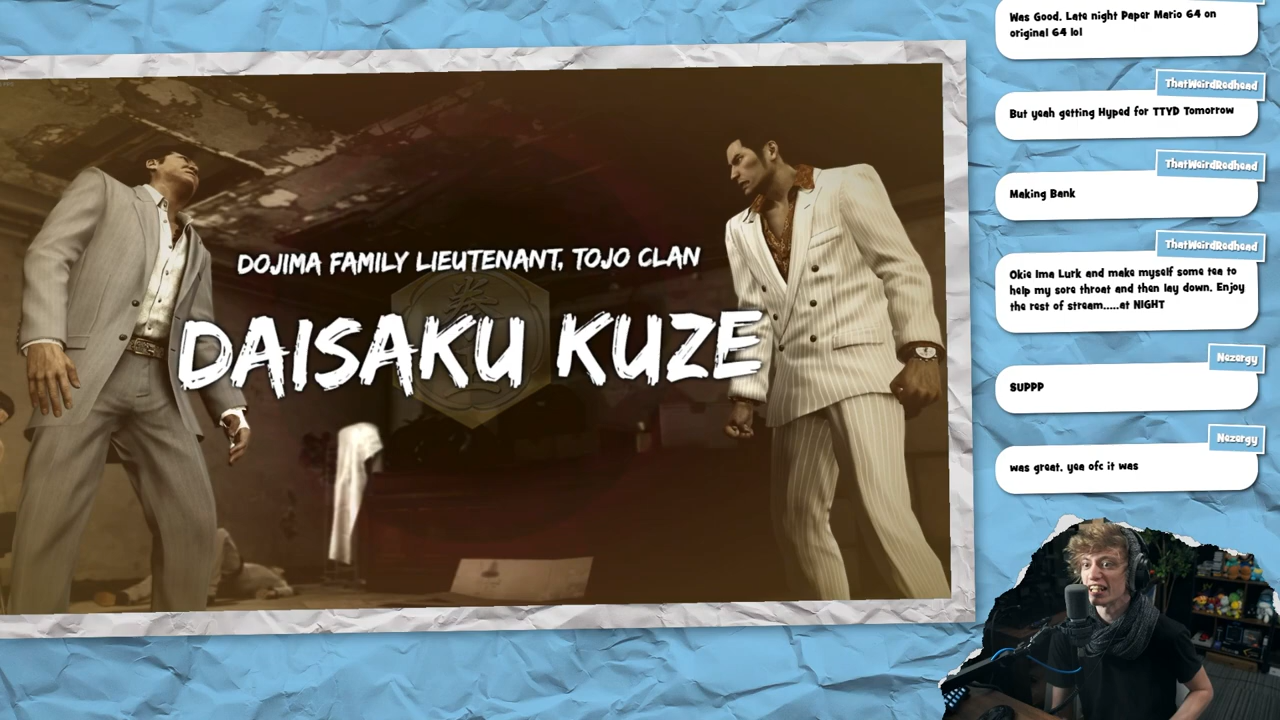 DOJIMA FAMILY LIEUTENANT, TOJO CLAN
DAISAKU KUZE
Was Good. Late night Paper Mario 64 on
original 64 lol
ThatWeirdRedhead
But yeah getting Hyped for TTYD Tomorrow
ThatWeirdRedhead
Making Bank
ThatWeirdRedhead
Okie Ima Lurk and make myself some tea to
help my sore throat and then lay down. Enjoy
the rest of stream.....at NIGHT
Nezergy
SUPPP
Nezergy
was great. yea ofc it was